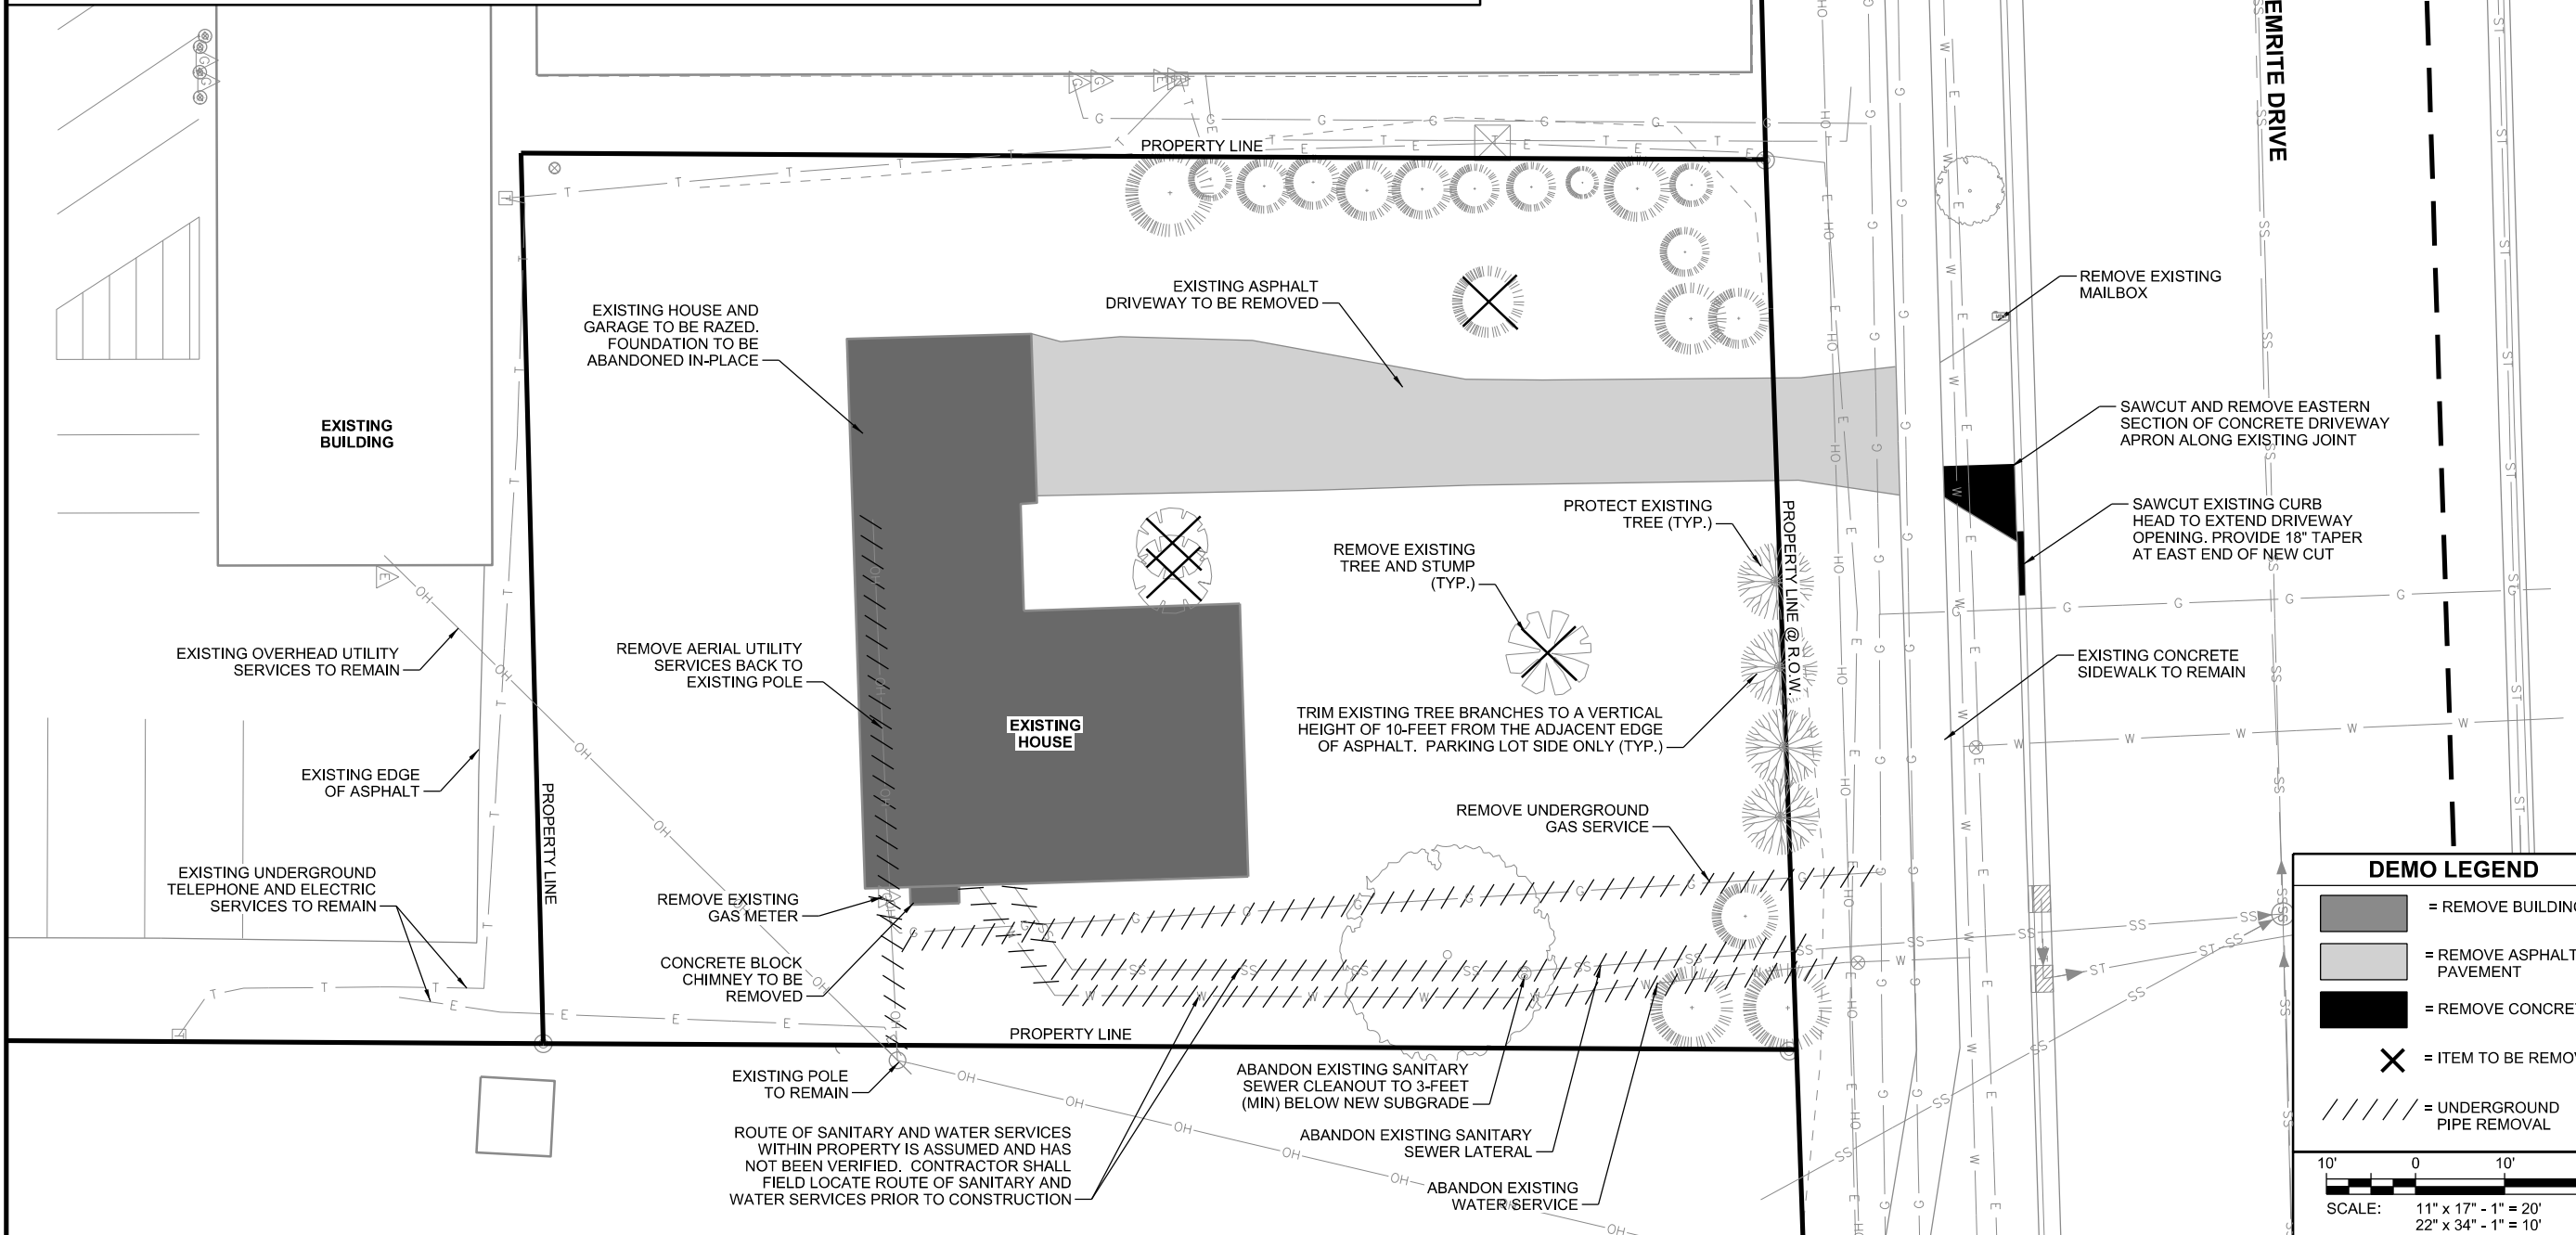 EMRITE DRIVE
PROPERTY LINE
EXISTING ASPHALT
DRIVEWAY TO BE REMOVED
REMOVE EXISTING
MAILBOX
EXISTING HOUSE AND
GARAGE TO BE RAZED.
FOUNDATION TO BE
ABANDONED IN-PLACE
EXISTING
BUILDING
SAWCUT AND REMOVE EASTERN
SECTION OF CONCRETE DRIVEWAY
APRON ALONG EXISTING JOINT
PROTECT EXISTING
TREE (TYP.)
SAWCUT EXISTING CURB
HEAD TO EXTEND DRIVEWAY
OPENING. PROVIDE 18" TAPER
AT EAST END OF NEW CUT
REMOVE EXISTING
TREE AND STUMP
(TYP.)
PROPERTY LINE @ R.O.W.
EXISTING OVERHEAD UTILITY
SERVICES TO REMAIN
REMOVE AERIAL UTILITY
SERVICES BACK TO
EXISTING POLE
EXISTING CONCRETE
SIDEWALK TO REMAIN
EXISTING
HOUSE
TRIM EXISTING TREE BRANCHES TO A VERTICAL
HEIGHT OF 10-FEET FROM THE ADJACENT EDGE
OF ASPHALT.  PARKING LOT SIDE ONLY (TYP.)
EXISTING EDGE
OF ASPHALT
PROPERTY LINE
REMOVE UNDERGROUND
GAS SERVICE
EXISTING UNDERGROUND
TELEPHONE AND ELECTRIC
SERVICES TO REMAIN
REMOVE EXISTING
GAS METER
CONCRETE BLOCK
CHIMNEY TO BE
REMOVED
PROPERTY LINE
EXISTING POLE
TO REMAIN
ABANDON EXISTING SANITARY
SEWER CLEANOUT TO 3-FEET
(MIN) BELOW NEW SUBGRADE
ROUTE OF SANITARY AND WATER SERVICES
WITHIN PROPERTY IS ASSUMED AND HAS
NOT BEEN VERIFIED.  CONTRACTOR SHALL
FIELD LOCATE ROUTE OF SANITARY AND
WATER SERVICES PRIOR TO CONSTRUCTION
ABANDON EXISTING SANITARY
SEWER LATERAL
ABANDON EXISTING
WATER SERVICE
DEMO LEGEND
= REMOVE BUILDING
= REMOVE ASPHALT
PAVEMENT
= REMOVE CONCRE
= ITEM TO BE REMO
= UNDERGROUND
PIPE REMOVAL
10' 0 10'
SCALE: 11" x 17" - 1" = 20'
22" x 34" - 1" = 10'